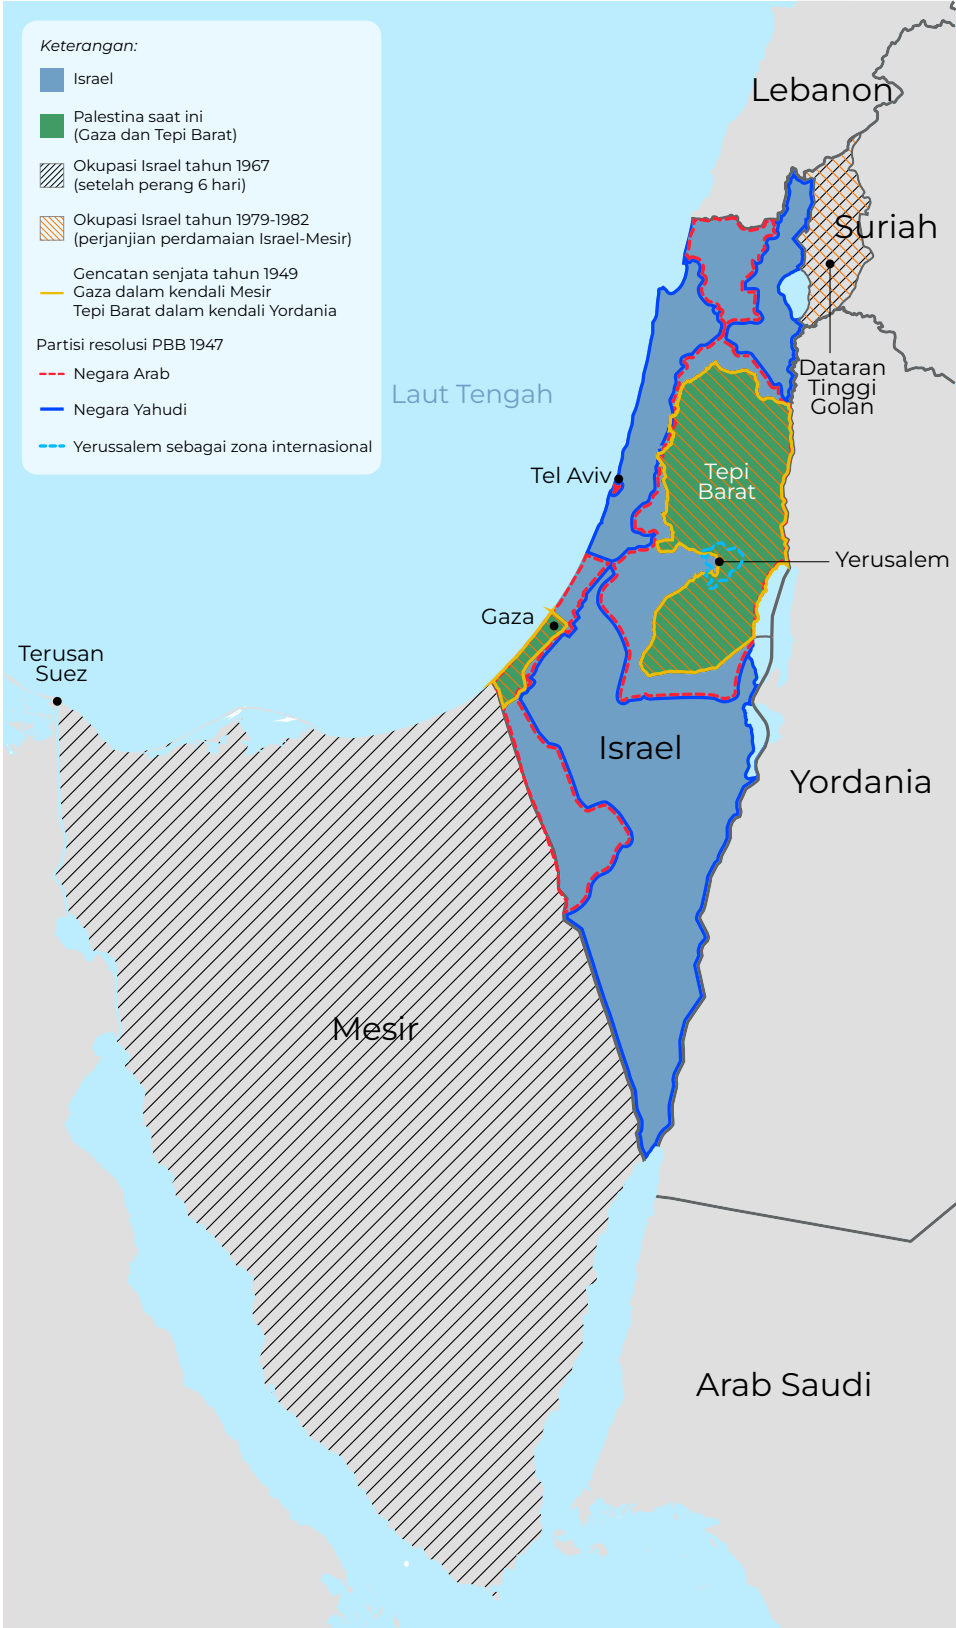 Keterangan:
Israel
Palestina saat ini
(Gaza dan Tepi Barat)
Okupasi Israel tahun 1967
(setelah perang 6 hari)
Okupasi Israel tahun 1979-1982
(perjanjian perdamaian Israel-Mesir)
Gencatan senjata tahun 1949
Gaza dalam kendali Mesir
Tepi Barat dalam kendali Yordania
Partisi resolusi PBB 1947
Negara Arab
Negara Yahudi
Yerussalem sebagai zona internasional
Lebanon
Suriah
Dataran
Tinggi
Golan
Laut Tengah
Tel Aviv
Tepi
Barat
Yerusalem
Gaza
Terusan
Suez
Israel
Yordania
Mesir
Arab Saudi